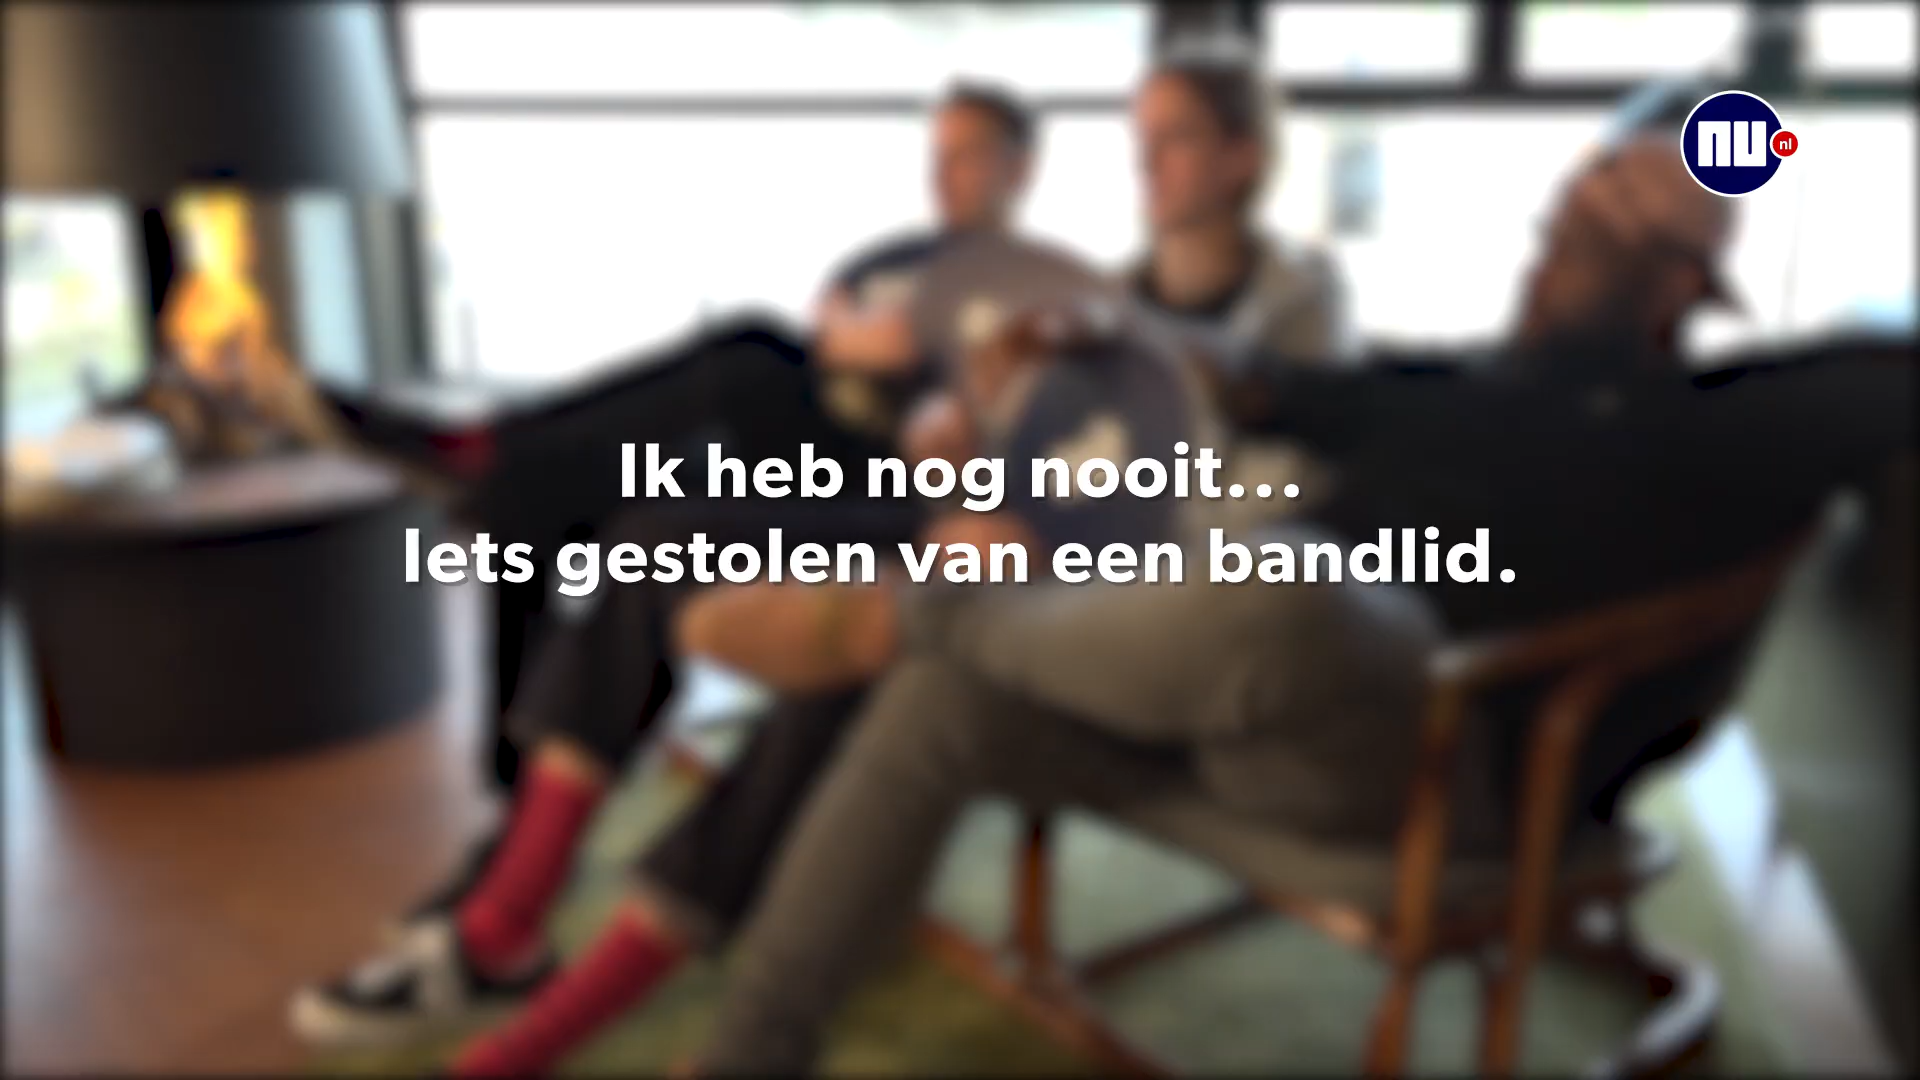 nu
nl
Ik heb nog nooit...
Iets gestolen van een bandlid.